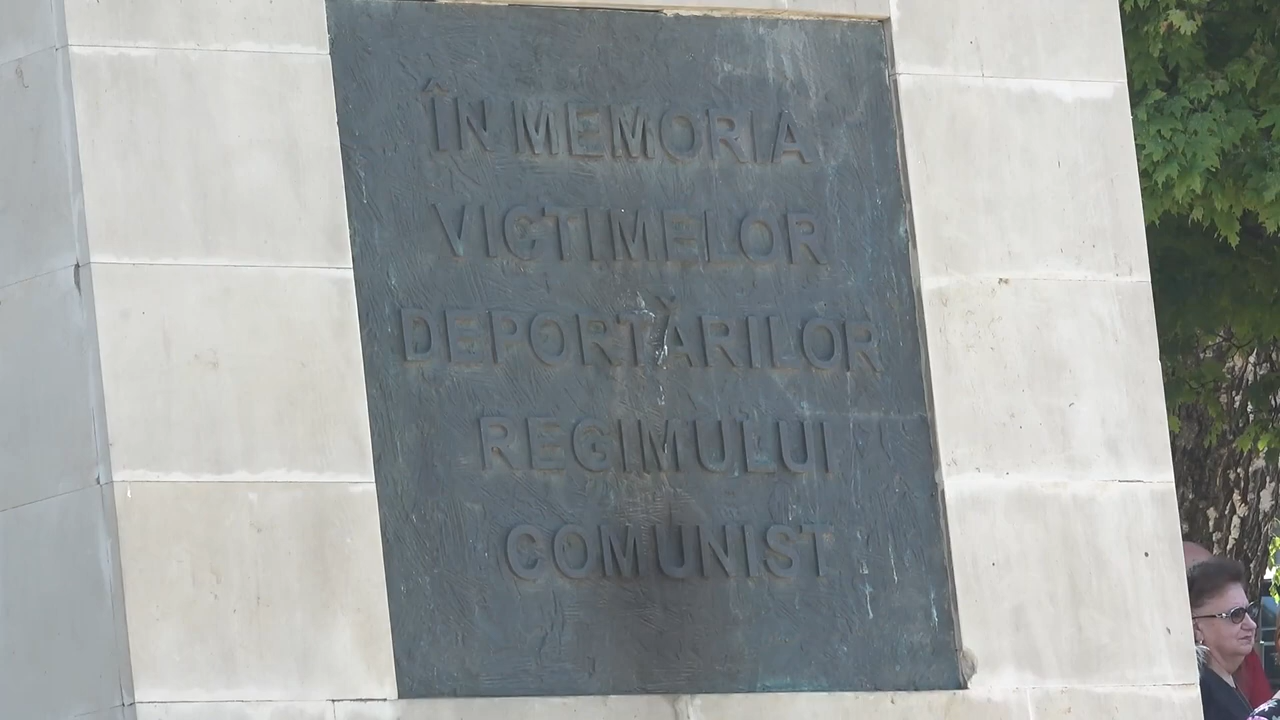 ÎN MEMORIA
VICTIMELOR
DEPORTĂRILOR
REGIMULUI
COMUNIST